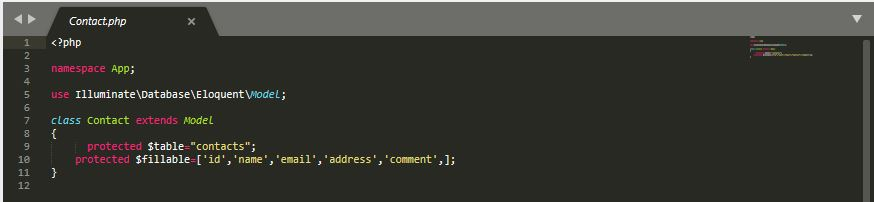 Contact.php
1 <?php
2
3 namespace App;
4
5 use Illuminate\Database\Eloquent\Model;
6
7 class Contact extends Model
8 {
9 protected $table="contacts";
10 protected $fillable=['id','name','email','address','comment',];
11 }
12